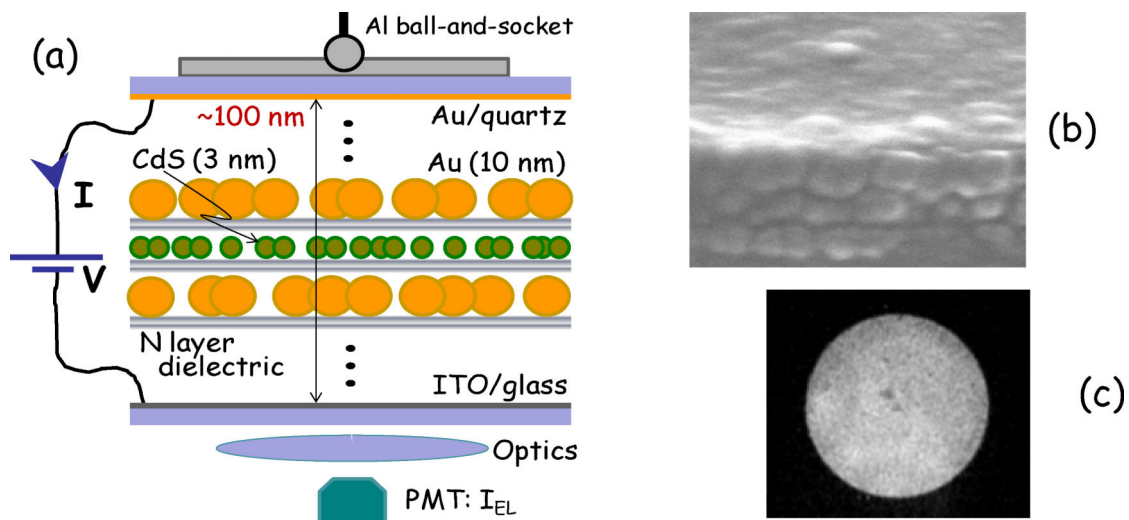 (a)
Al ball-and-socket
~100 nm
Au/quartz
CdS (3 nm)
Au (10 nm)
I
V
N layer
dielectric
ITO/glass
Optics
PMT: I_EL
(b)
(c)